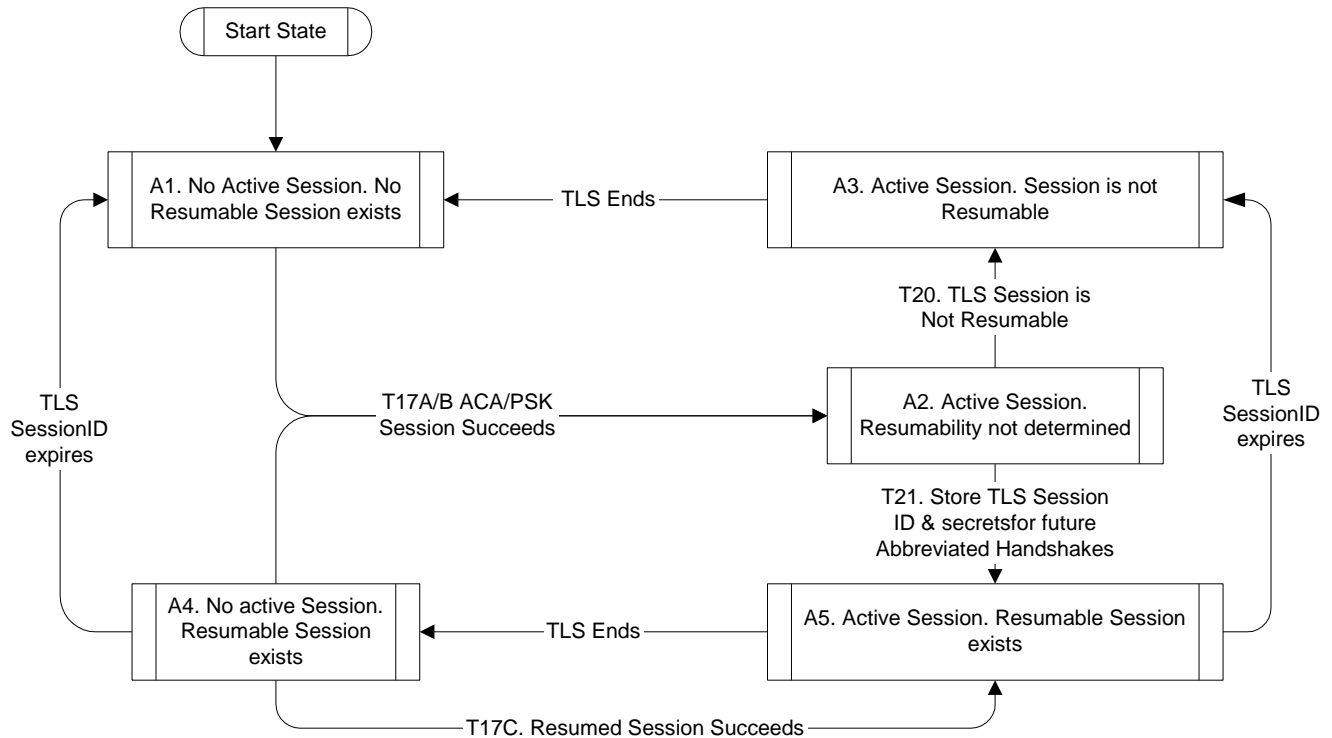 Start State
A1. No Active Session. No
Resumable Session exists
TLS Ends
A3. Active Session. Session is not
Resumable
T20. TLS Session is
Not Resumable
TLS
SessionID
expires
T17A/B ACA/PSK
Session Succeeds
A2. Active Session.
Resumability not determined
TLS
SessionID
expires
T21. Store TLS Session
ID & secretsfor future
Abbreviated Handshakes
A4. No active Session.
Resumable Session
exists
TLS Ends
A5. Active Session. Resumable Session
exists
T17C. Resumed Session Succeeds